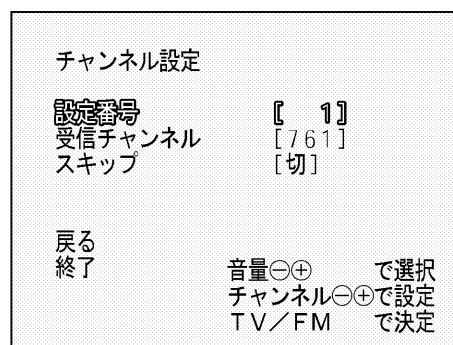 チャンネル設定
設定番号 [ 1]
受信チャンネル [761]
スキップ [切]
戻る
終了
音量⊖⊕ で選択
チャンネル⊖⊕で設定
TV/FM で決定